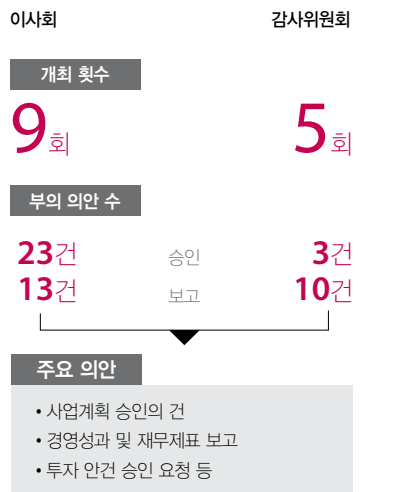 이사회 감사위원회
개최 횟수
9회 5회
부의 의안 수
23건 승인 3건
13건 보고 10건
주요 의안
• 사업계획 승인의 건
• 경영성과 및 재무제표 보고
• 투자 안건 승인 요청 등